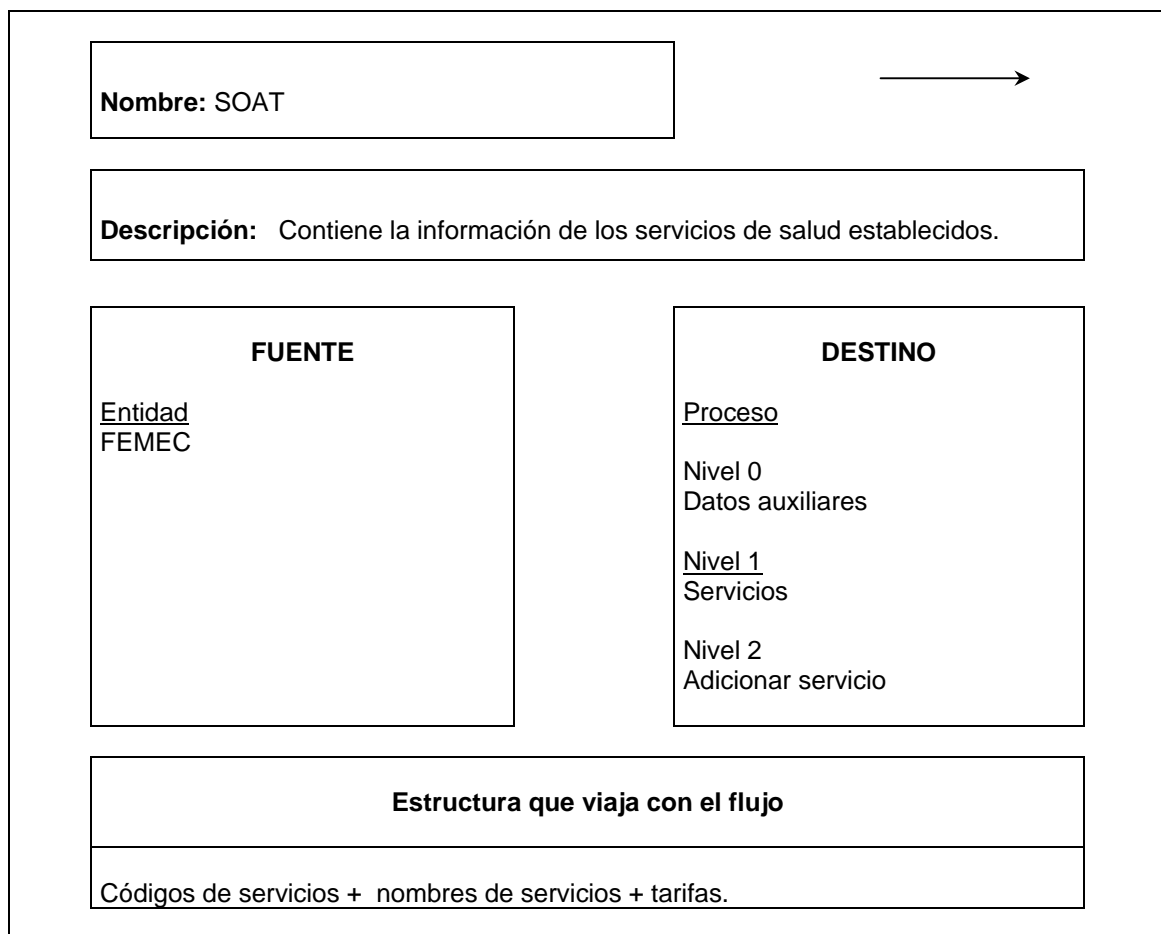 Nombre: SOAT
Descripción: Contiene la información de los servicios de salud establecidos.
FUENTE
Entidad
FEMEC
DESTINO
Proceso
Nivel 0
Datos auxiliares
Nivel 1
Servicios
Nivel 2
Adicionar servicio
Estructura que viaja con el flujo
Códigos de servicios + nombres de servicios + tarifas.